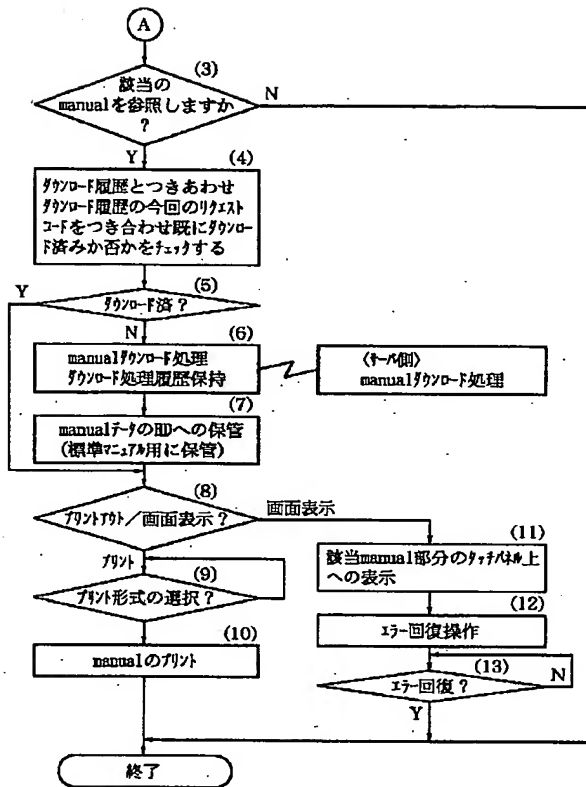 A
(3)
該当の
manualを参照しますか
?
N
Y
(4)
ダウンロード履歴とつきあわせ
ダウンロード履歴の今回のリクエスト
コードをつき合わせ既にダウンロー
ド済みか否かをチェックする
(5)
Y
ダウンロード済?
N
(6)
manualダウンロード処理
ダウンロード処理履歴保持
〈サーバ側〉
manualダウンロード処理
(7)
manualデータのHDへの保管
(標準マニュアル用に保管)
(8)
プリントアウト/画面表示?
画面表示
プリント
(9)
プリント形式の選択?
(10)
manualのプリント
(11)
該当manual部分のタッチパネル上
への表示
(12)
エラー回復操作
(13)
エラー回復?
N
Y
終了